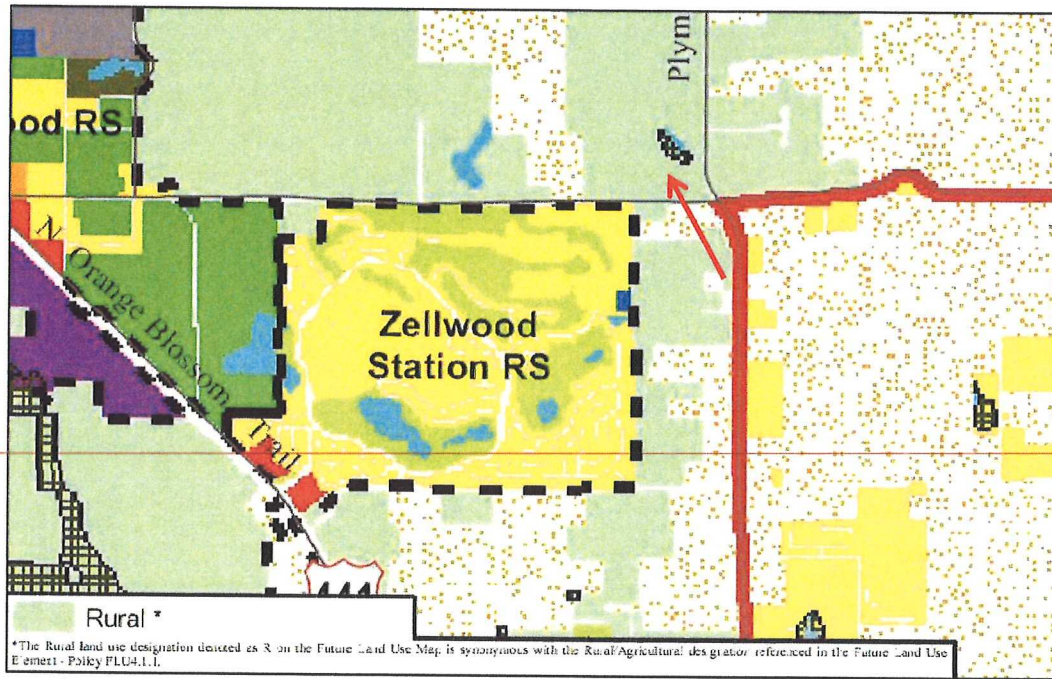 Plym
ood RS
N. Orange Blossom Trail
Zellwood
Station RS
441
Rural *
*The Rural land use designation denoted as R on the Future Land Use Map is synonymous with the Rural/Agricultural designation referenced in the Future Land Use
Element - Policy FLU4.1.1.